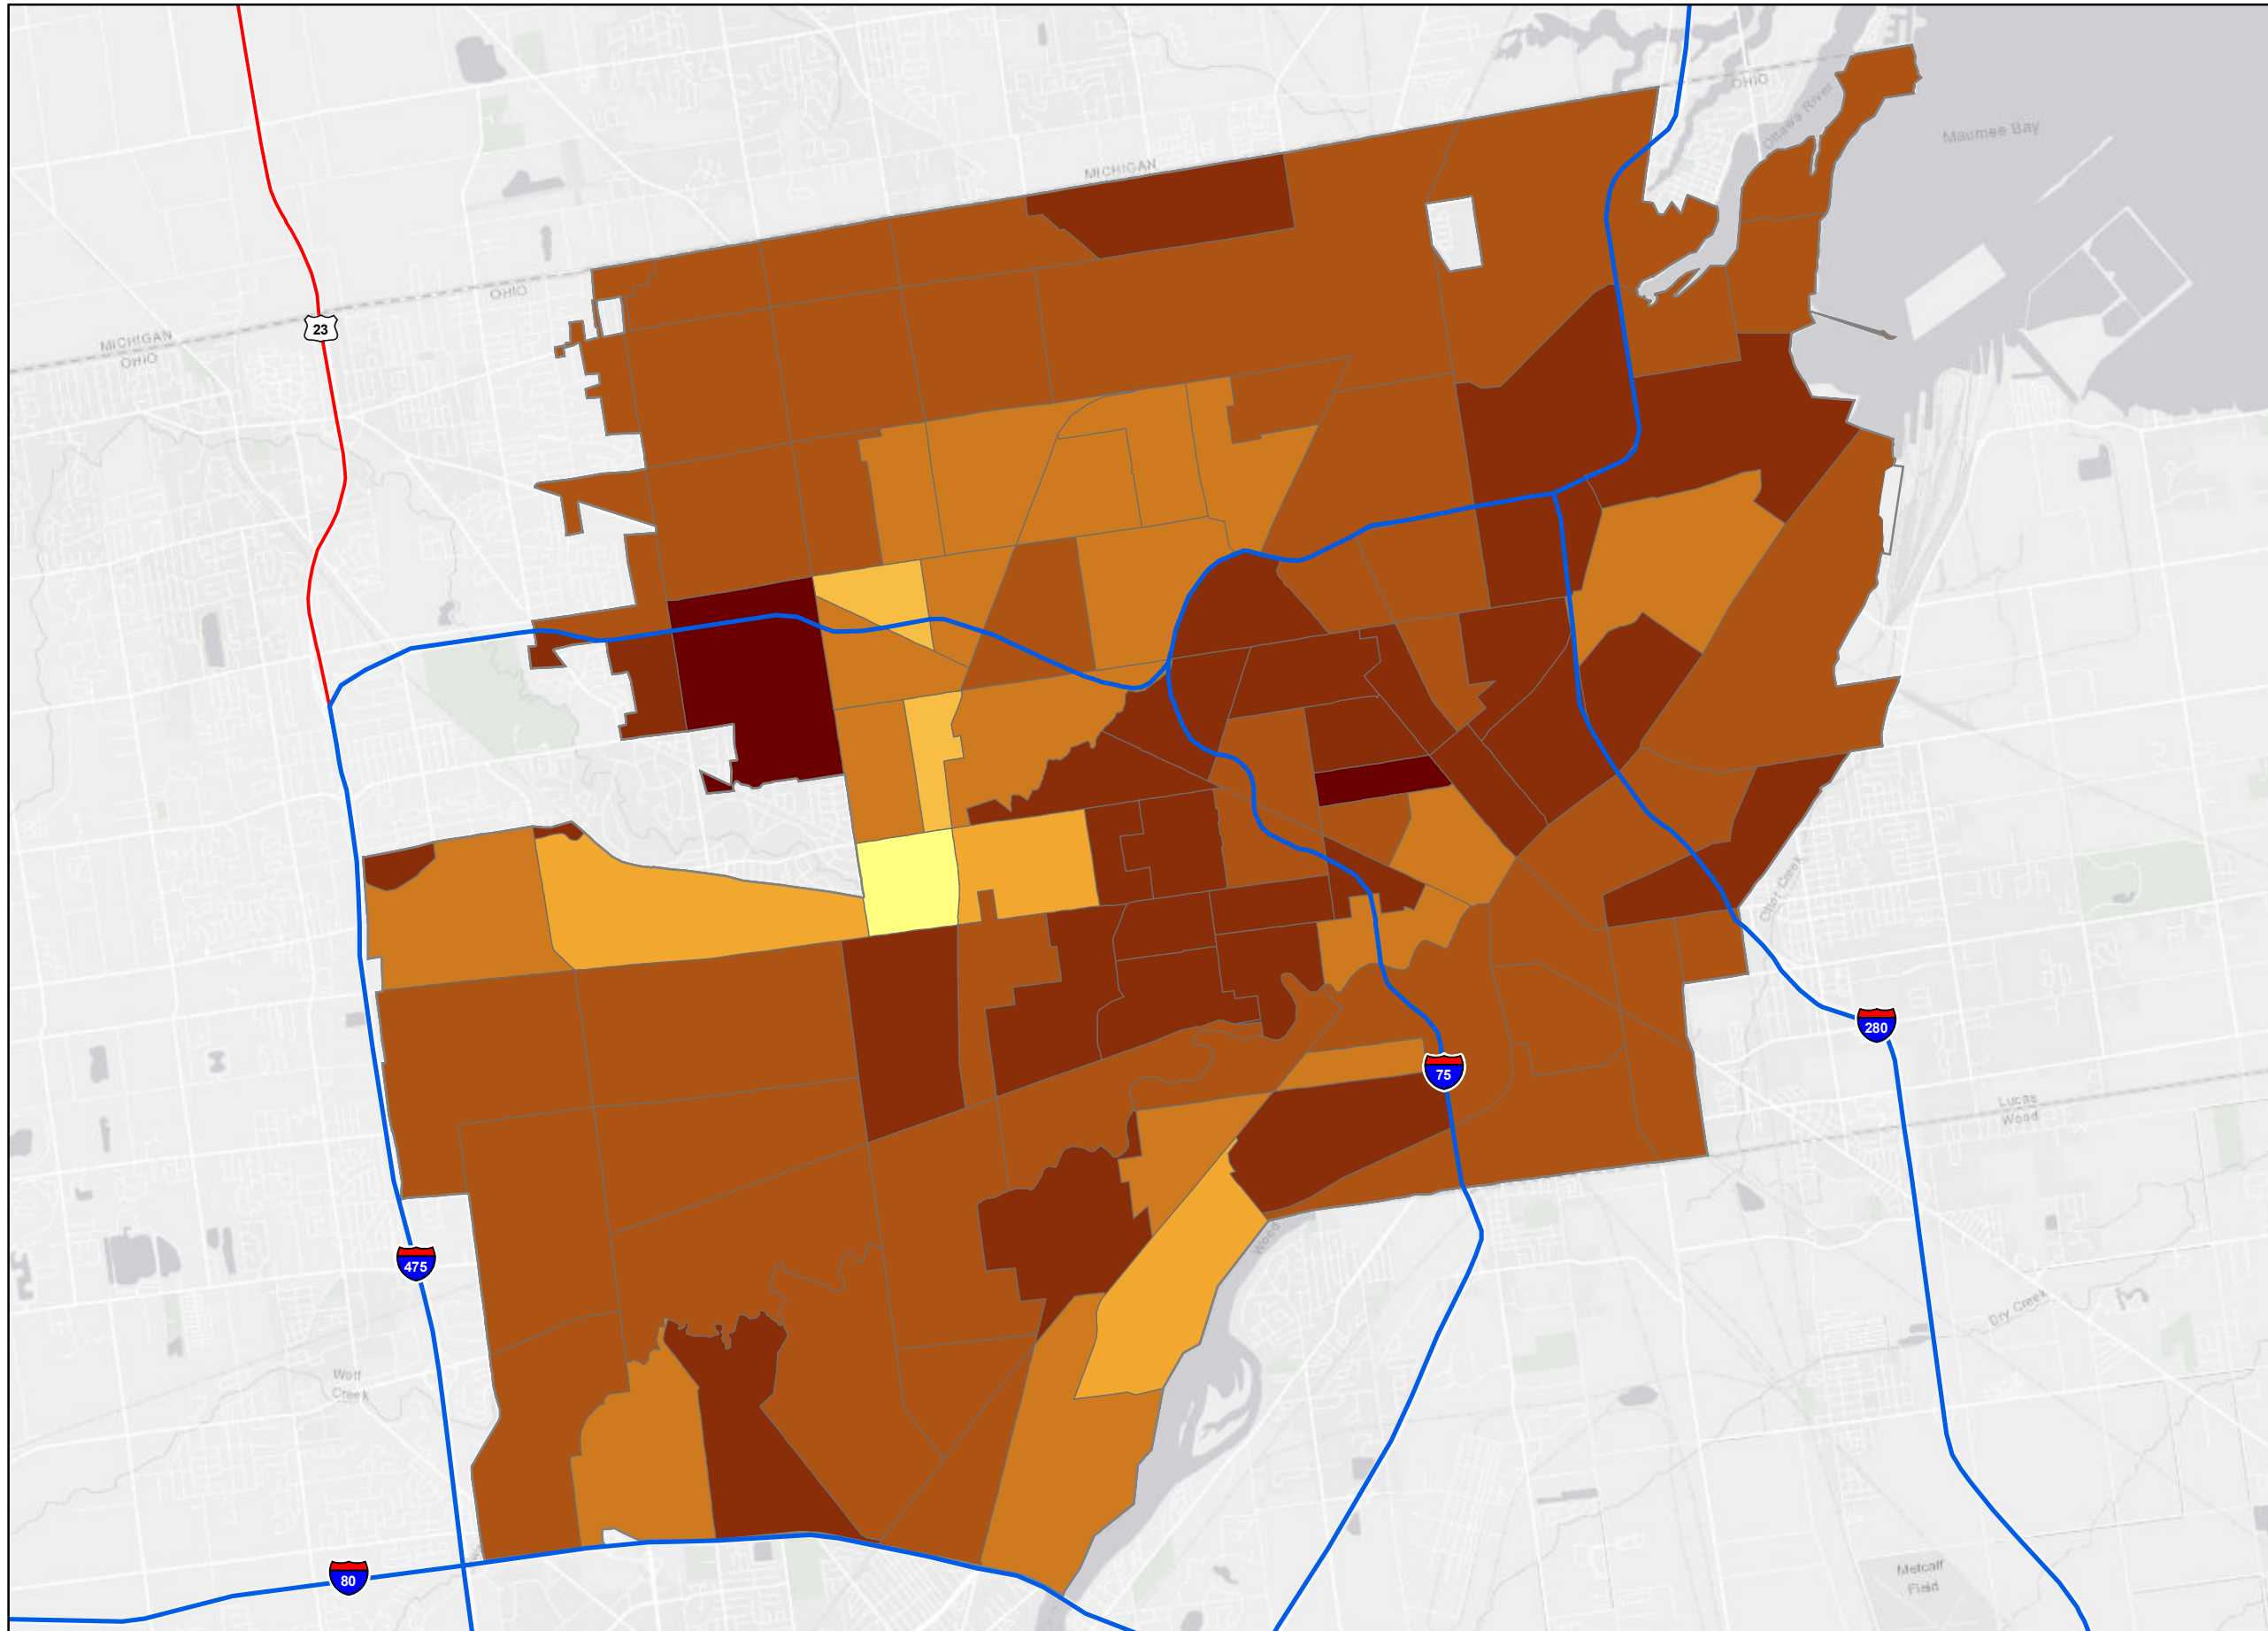 OHIO
Ottawa River
Maumee Bay
MICHIGAN
OHIO
23
MICHIGAN
OHIO
Otter Creek
280
75
Lucas
Wood
Wood
475
Dry Creek
Wolf
Creek
80
Metcalf
Field